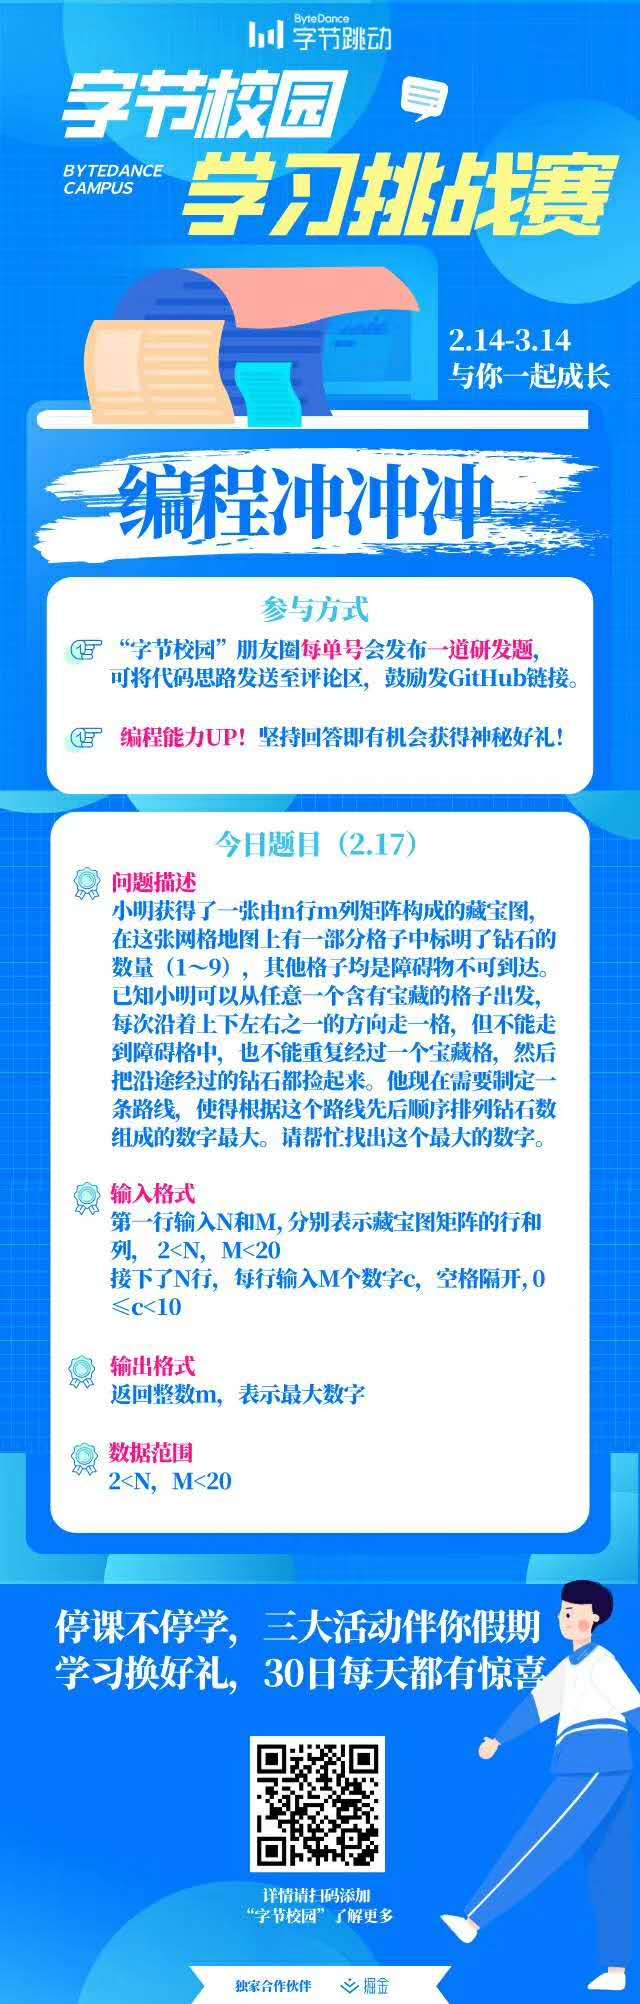 ByteDance
字节跳动
字节校园
BYTEDANCE
CAMPUS
学习挑战赛
2.14-3.14
与你一起成长
编程冲冲冲
参与方式
“字节校园”朋友圈每单号会发布一道研发题，
可将代码思路发送至评论区，鼓励发GitHub链接。
编程能力UP！坚持回答即有机会获得神秘好礼！
今日题目（2.17）
问题描述
小明获得了一张由n行m列矩阵构成的藏宝图，
在这张网格地图上有一部分格子中标明了钻石的
数量（1～9），其他格子均是障碍物不可到达。
已知小明可以从任意一个含有宝藏的格子出发，
每次沿着上下左右之一的方向走一格，但不能走
到障碍格中，也不能重复经过一个宝藏格，然后
把沿途经过的钻石都捡起来。他现在需要制定一
条路线，使得根据这个路线先后顺序排列钻石数
组成的数字最大。请帮忙找出这个最大的数字。
输入格式
第一行输入N和M, 分别表示藏宝图矩阵的行和
列， 2<N，M<20
接下了N行，每行输入M个数字c，空格隔开, 0
≤c<10
输出格式
返回整数m，表示最大数字
数据范围
2<N，M<20
停课不停学，三大活动伴你假期
学习换好礼，30日每天都有惊喜
详情请扫码添加
“字节校园”了解更多
独家合作伙伴 掘金